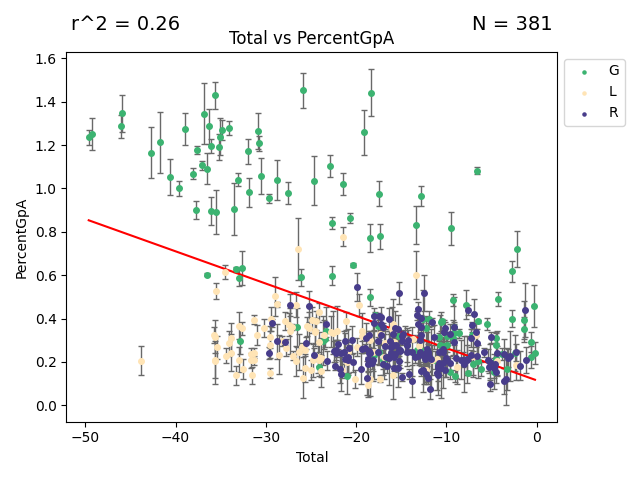 r^2 = 0.26 N = 381
Total vs PercentGpA
1.6
1.4
1.2
1.0
0.8
0.6
0.4
0.2
0.0
PercentGpA
−50 −40 −30 −20 −10 0
Total
G
L
R